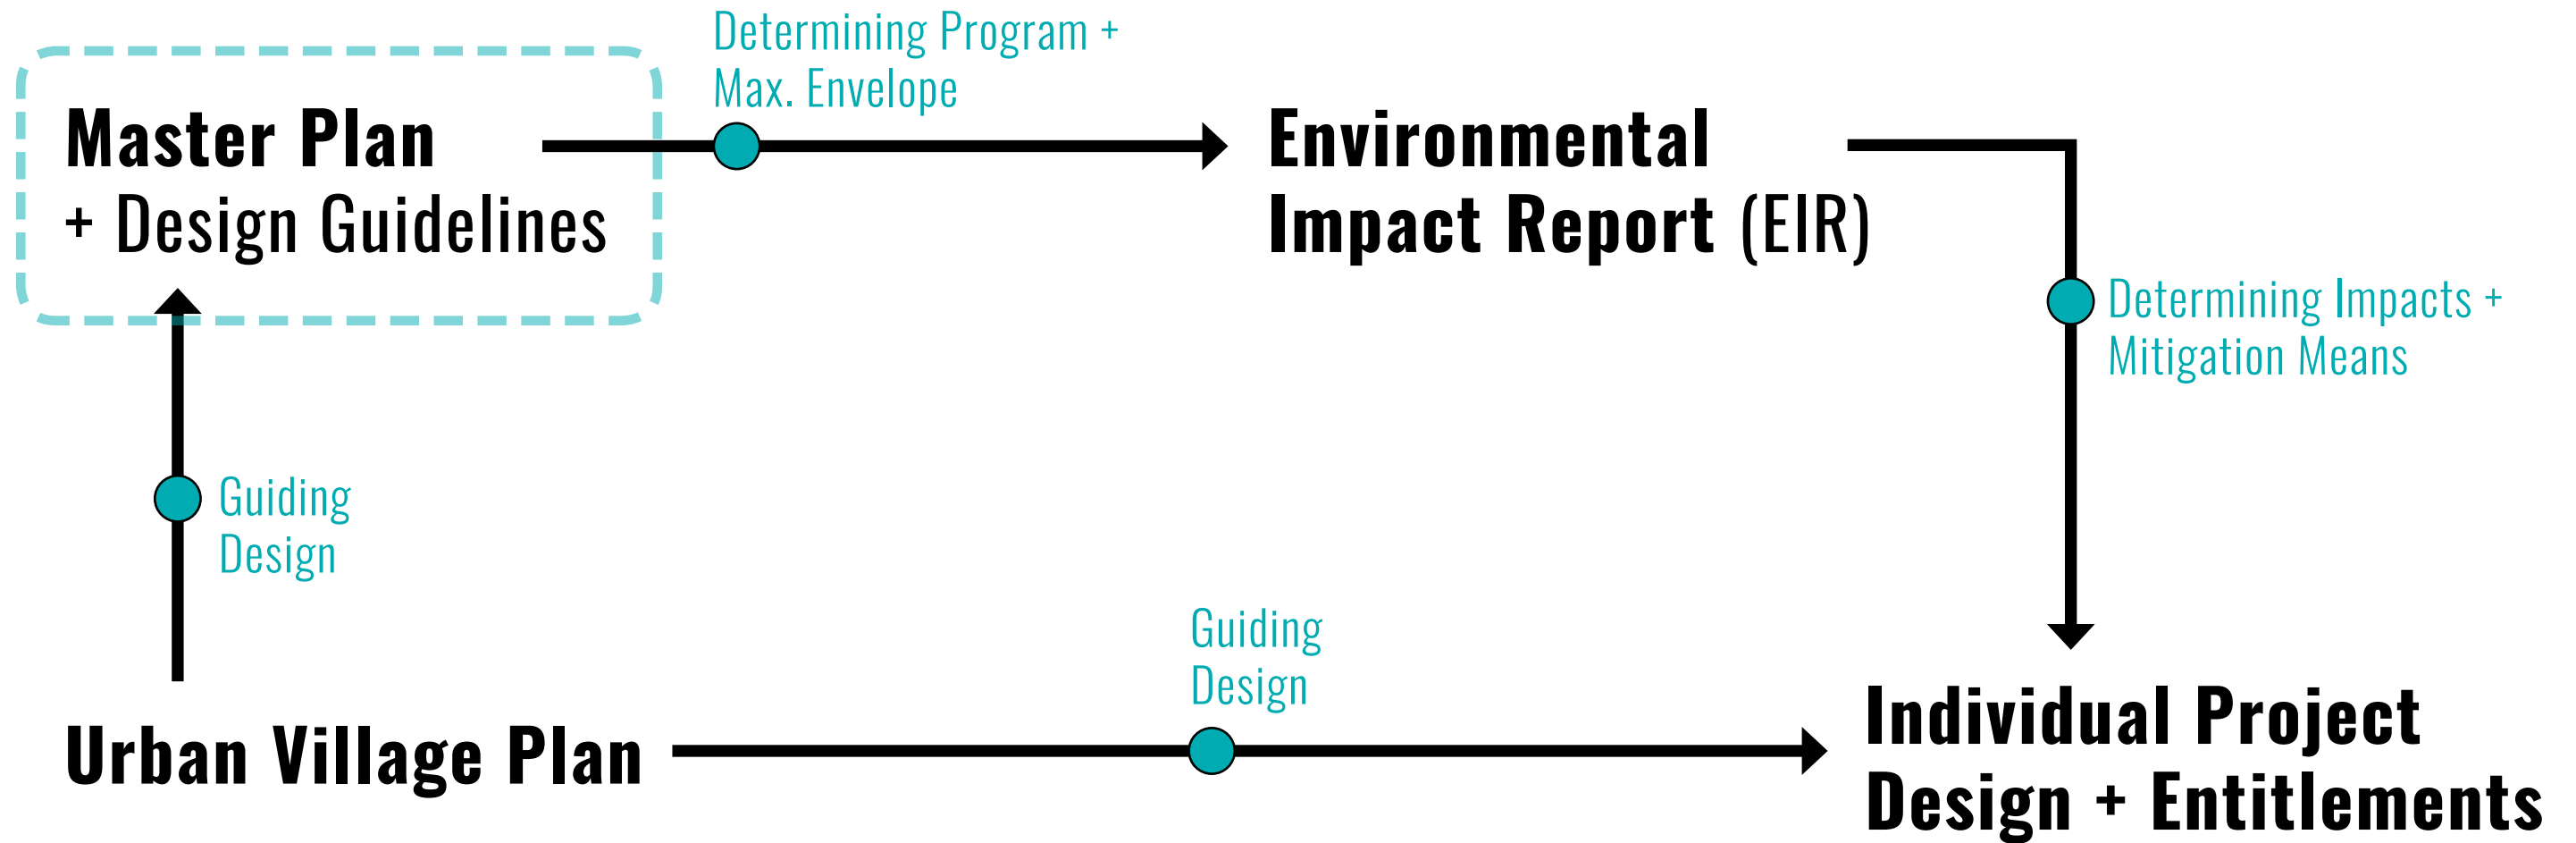 Determining Program +
Max. Envelope
Master Plan
+ Design Guidelines
Environmental
Impact Report (EIR)
Determining Impacts +
Mitigation Means
Guiding
Design
Guiding
Design
Urban Village Plan
Individual Project
Design + Entitlements